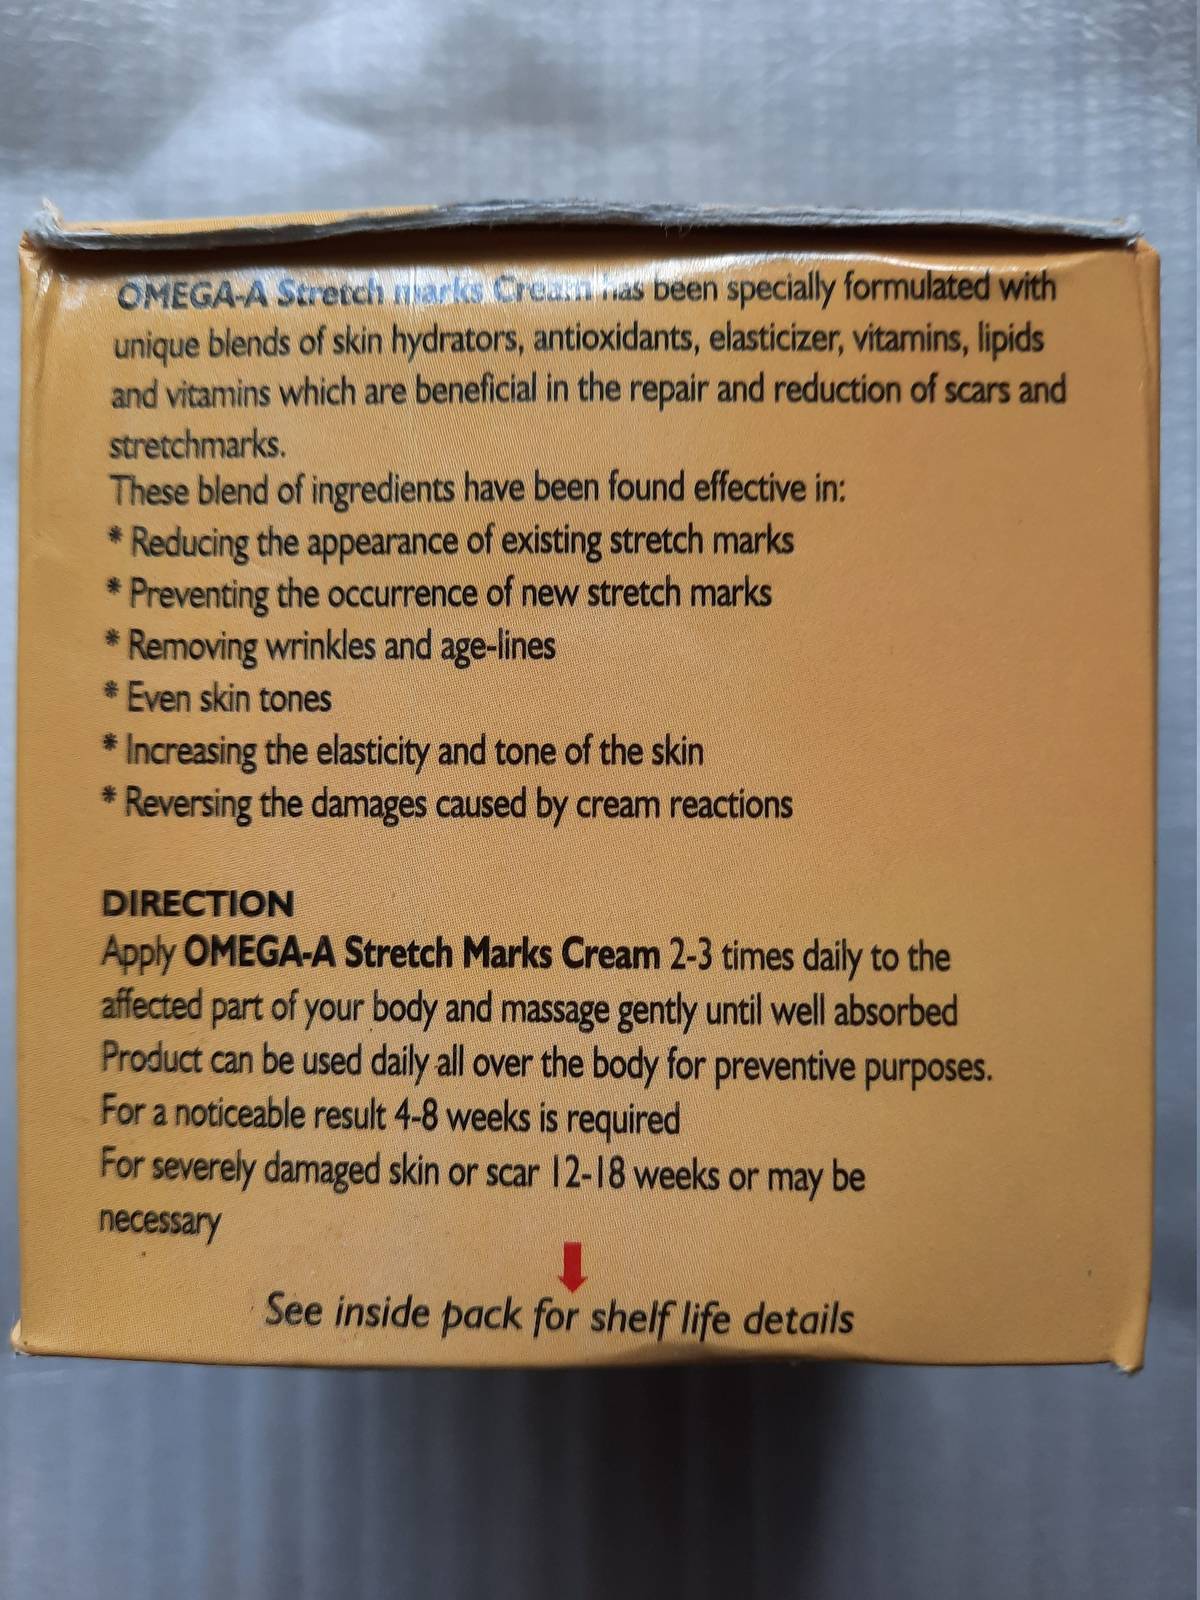 OMEGA-A Stretch marks Cream has been specially formulated with
unique blends of skin hydrators, antioxidants, elasticizer, vitamins, lipids
and vitamins which are beneficial in the repair and reduction of scars and
stretchmarks.
These blend of ingredients have been found effective in:
* Reducing the appearance of existing stretch marks
* Preventing the occurrence of new stretch marks
* Removing wrinkles and age-lines
* Even skin tones
* Increasing the elasticity and tone of the skin
* Reversing the damages caused by cream reactions
DIRECTION
Apply OMEGA-A Stretch Marks Cream 2-3 times daily to the
affected part of your body and massage gently until well absorbed
Product can be used daily all over the body for preventive purposes.
For a noticeable result 4-8 weeks is required
For severely damaged skin or scar 12-18 weeks or may be
necessary
See inside pack for shelf life details